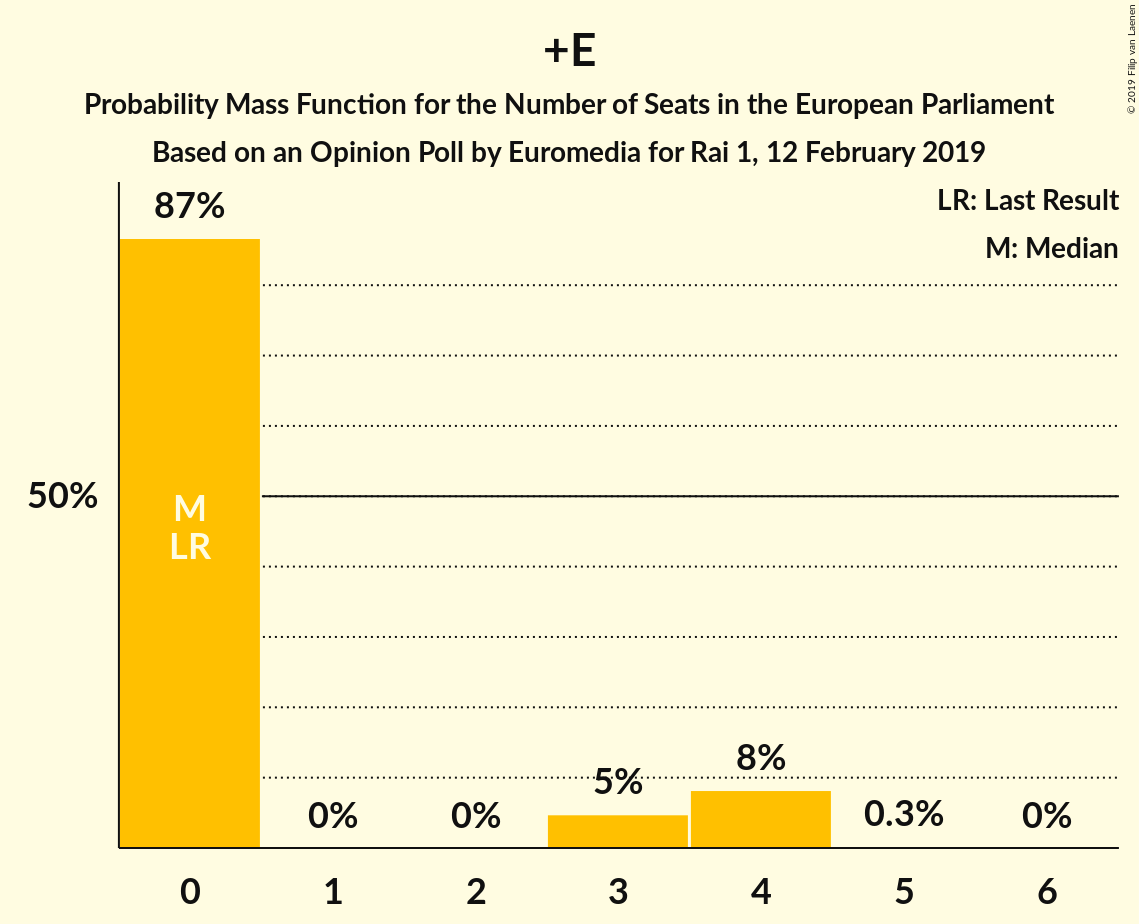 +E
Probability Mass Function for the Number of Seats in the European Parliament
Based on an Opinion Poll by Euromedia for Rai 1, 12 February 2019
© 2019 Filip van Laenen
LR: Last Result
M: Median
87%
50%
M
LR
0%
0%
5%
8%
0.3%
0%
0 1 2 3 4 5 6